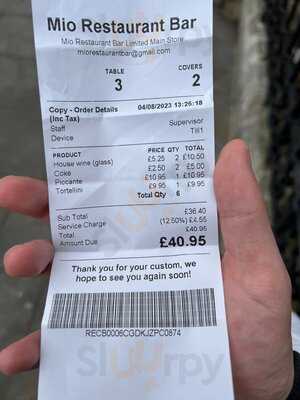 Mio Restaurant Bar
Mio Restaurant Bar Limited Main Store
miorestaurantbar@gmail.com
TABLE COVERS
3 2
Copy - Order Details 04/08/2023 13:26:18
(Inc Tax)
Staff Supervisor
Device Till1
PRODUCT PRICE QTY TOTAL
House wine (glass) £5.25 2 £10.50
Coke £2.50 2 £5.00
Piccante £10.95 1 £10.95
Tortellini £9.95 1 £9.95
Total Qty 6
Sub Total £36.40
Service Charge (12.50%) £4.55
Total £40.95
Amount Due £40.95
Thank you for your custom, we
hope to see you again soon!
RECB0006CGDKJZPC0874
Sluurpy